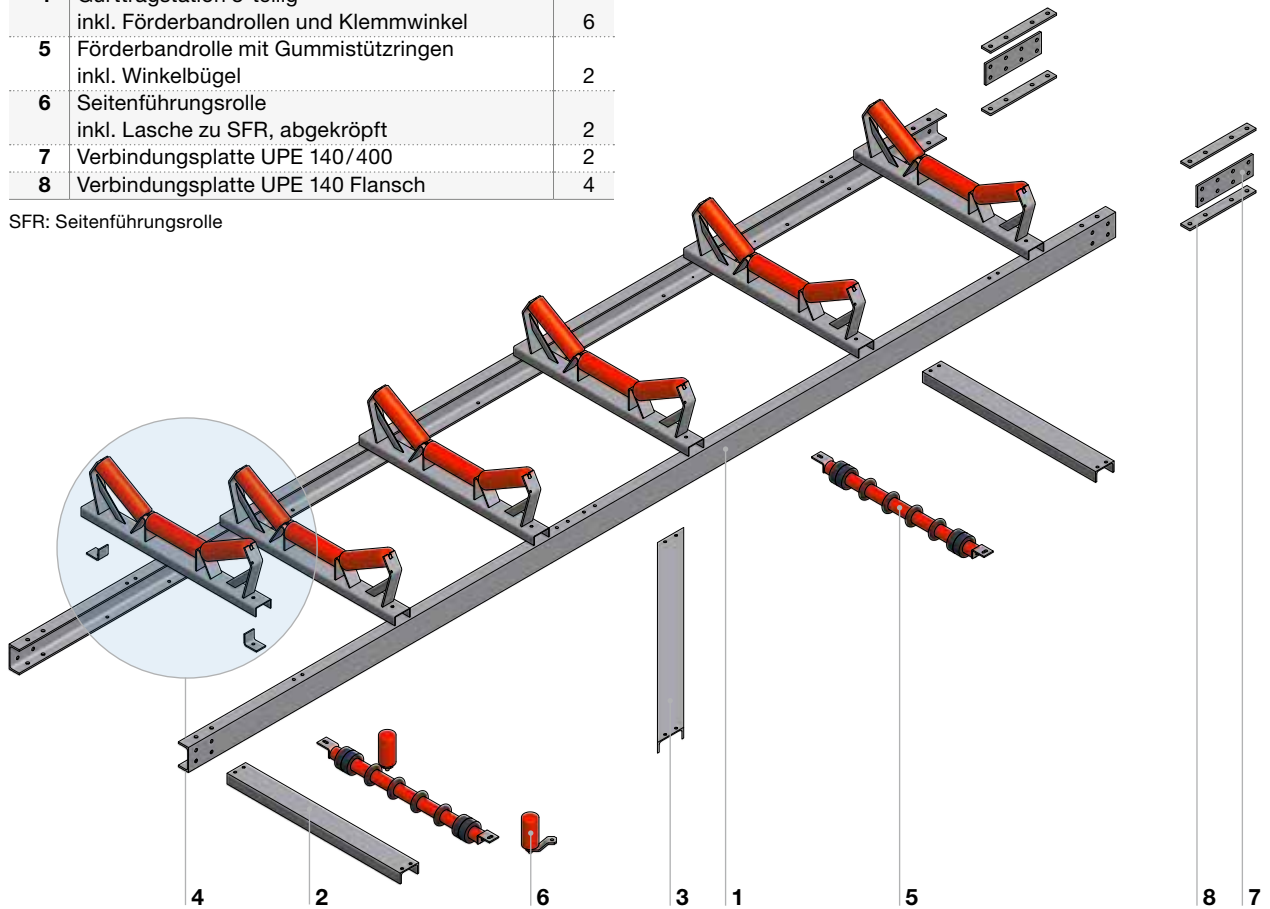 inkl. Förderbandrollen und Klemmwinkel 6
5 Förderbandrolle mit Gummistützringen
inkl. Winkelbügel 2
6 Seitenführungsrolle
inkl. Lasche zu SFR, abgekröpft 2
7 Verbindungsplatte UPE 140/400 2
8 Verbindungsplatte UPE 140 Flansch 4
SFR: Seitenführungsrolle
4 2 6 3 1 5 8 7